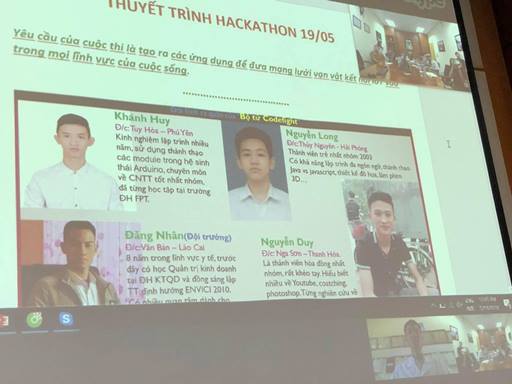 THUYẾT TRÌNH HACKATHON 19/05
Yêu cầu của cuộc thi là tạo ra các ứng dụng để đưa mạng lưới vạn vật kết nối
trong mọi lĩnh vực của cuộc sống.
Bộ tứ Codefight
Khánh Huy
Đ/c:Tuy Hòa – Phú Yên
Kinh nghiệm lập trình nhiều
năm, sử dụng thành thạo
các module trong hệ sinh
thái Arduino, chuyên môn
về CNTT tốt nhất nhóm,
đã từng học tập tại trường
ĐH FPT.
Nguyễn Long
Đ/c:Thủy Nguyên – Hải Phòng
Thành viên trẻ nhất nhóm 2003
Có khả năng lập trình đa ngôn ngữ, thành thạo
Java vs javascript, thiết kế đồ họa, làm phim
3D...
Đăng Nhân(Đội trưởng)
Đ/c:Văn Bàn – Lào Cai
8 năm trong lĩnh vực y tế, trước
đây có học Quản trị kinh doanh
tại ĐH KTQD và đồng sáng lập
TT định hướng ENVICI 2010.
Nguyễn Duy
Đ/c: Nga Sơn – Thanh Hóa.
Là thành viên hòa đồng nhất
nhóm, rất khéo tay. Hiểu biết
nhiều về Youtube, coatching,
photoshop.Từng nghiên cứu về